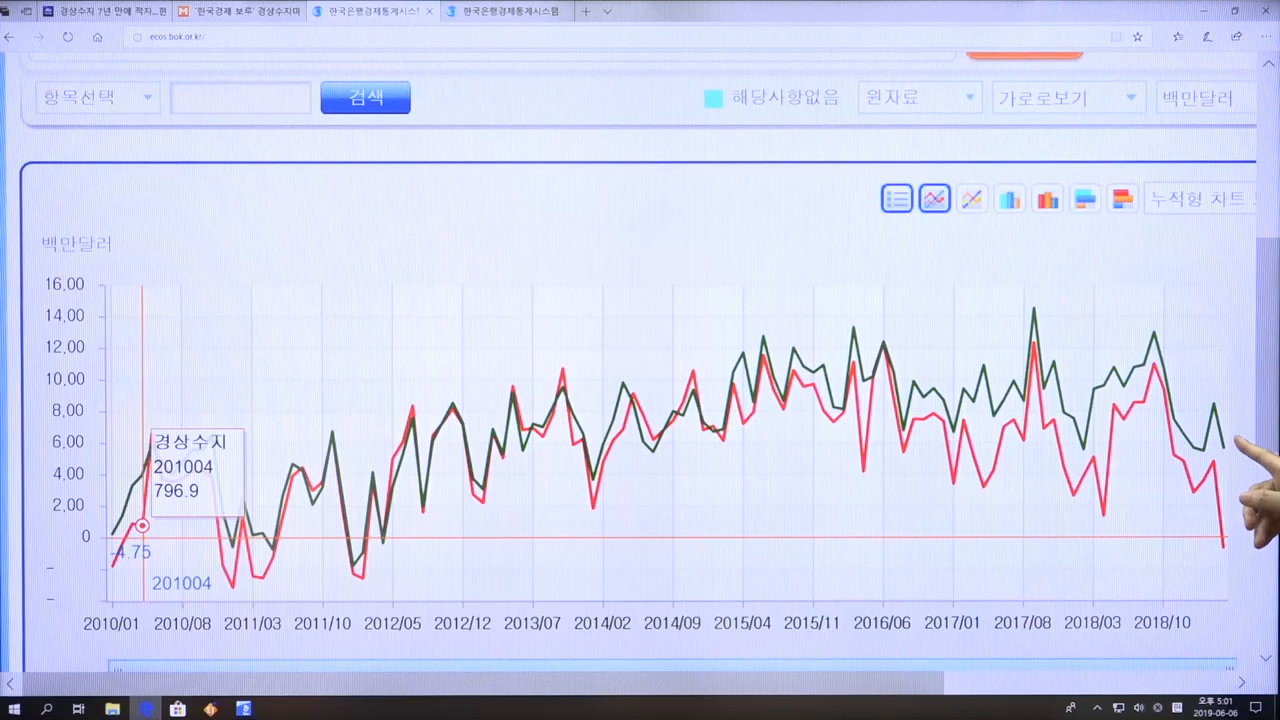 경상수지 7년 만에 적자...한
'한국경제 보루' 경상수지마
한국은행경제통계시스템
한국은행경제통계시스템
ecos.bok.or.kr/
항목선택
검색
해당사항없음
원자료
가로로보기
백만달러
누적형 차트
백만달러
16,00
14,00
12,00
10,00
8,00
6,00
4,00
2,00
0
-
-
경상수지
201004
796.9
-4.75
201004
2010/01 2010/08 2011/03 2011/10 2012/05 2012/12 2013/07 2014/02 2014/09 2015/04 2015/11 2016/06 2017/01 2017/08 2018/03 2018/10
오후 5:01
2019-06-06